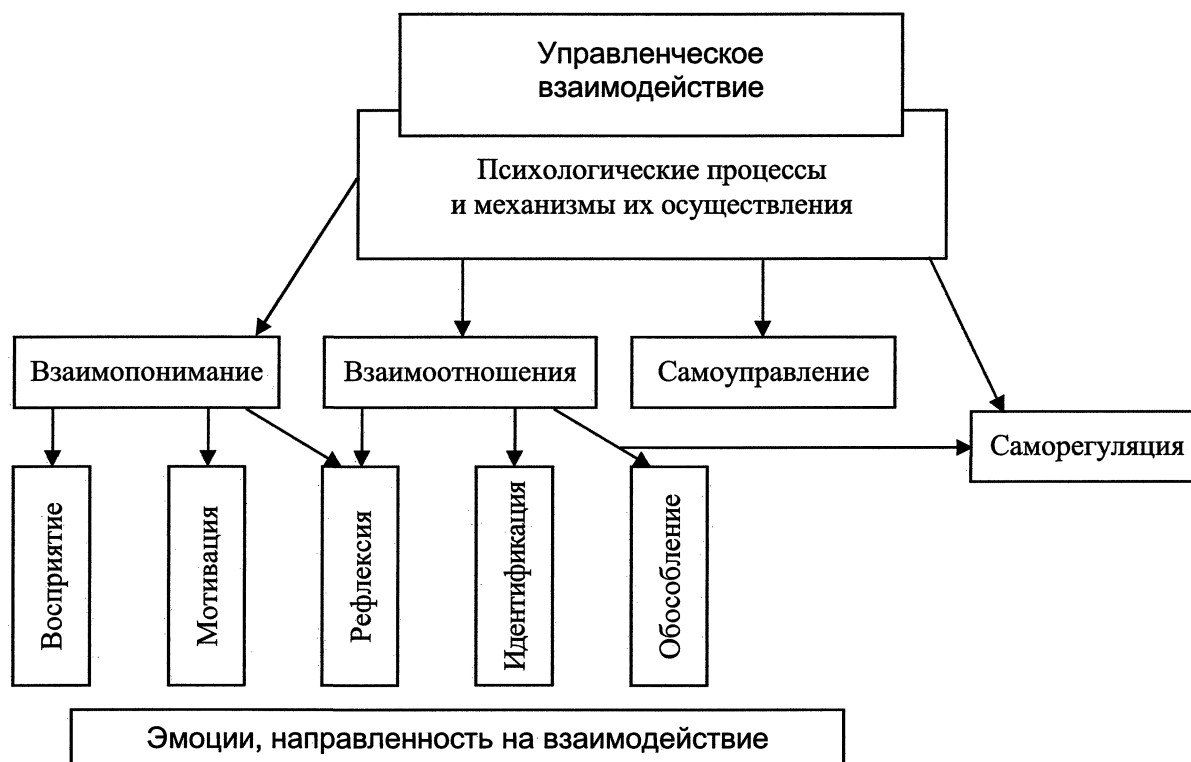 Управленческое
взаимодействие
Психологические процессы
и механизмы их осуществления
Взаимопонимание
Взаимоотношения
Самоуправление
Саморегуляция
Восприятие
Мотивация
Рефлексия
Идентификация
Обособление
Эмоции, направленность на взаимодействие